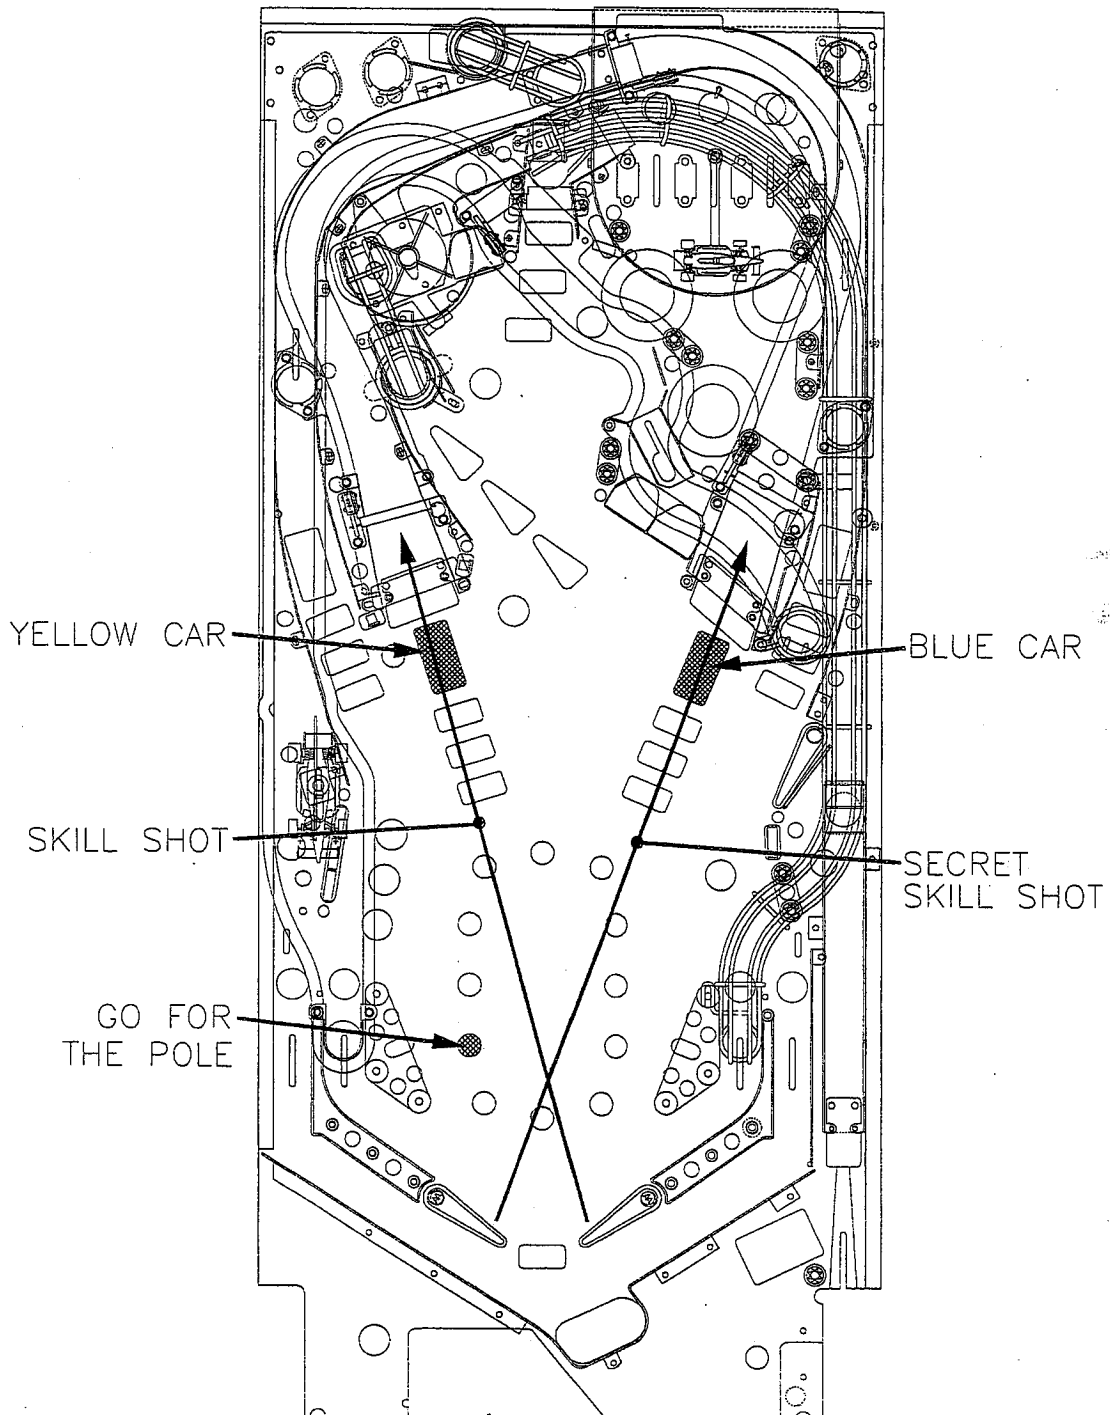 YELLOW CAR
BLUE CAR
SKILL SHOT
SECRET
SKILL SHOT
GO FOR
THE POLE